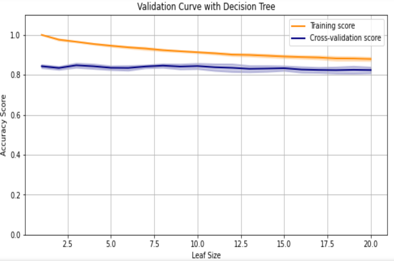 Validation Curve with Decision Tree
Training score
Cross-validation score
Accuracy Score
1.0
0.8
0.6
0.4
0.2
0.0
2.5 5.0 7.5 10.0 12.5 15.0 17.5 20.0
Leaf Size